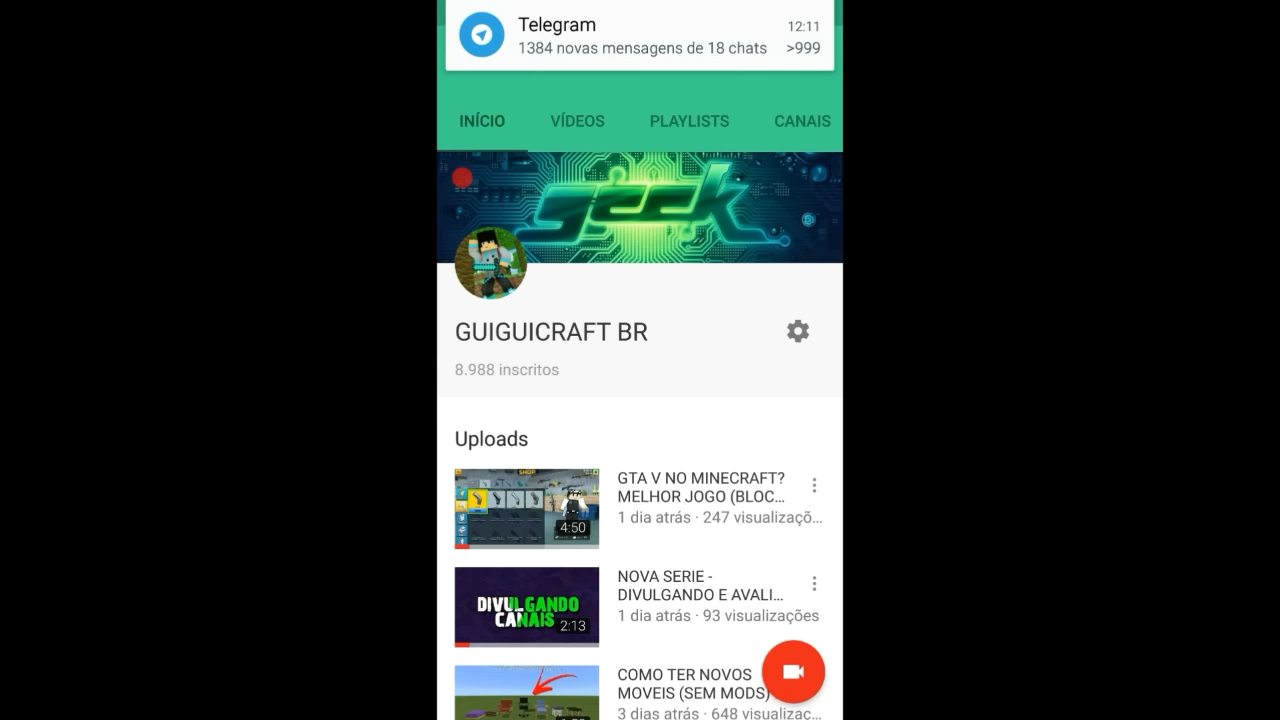 Telegram
12:11
1384 novas mensagens de 18 chats
>999
INÍCIO
VÍDEOS
PLAYLISTS
CANAIS
geek
GUIGUICRAFT BR
8.988 inscritos
Uploads
SHOP
4:50
GTA V NO MINECRAFT?
MELHOR JOGO (BLOC...
1 dia atrás · 247 visualizaçõ...
DIVULGANDO
CANAIS
2:13
NOVA SERIE -
DIVULGANDO E AVALI...
1 dia atrás · 93 visualizações
COMO TER NOVOS
MOVEIS (SEM MODS)
3 dias atrás · 648 visualizaç...